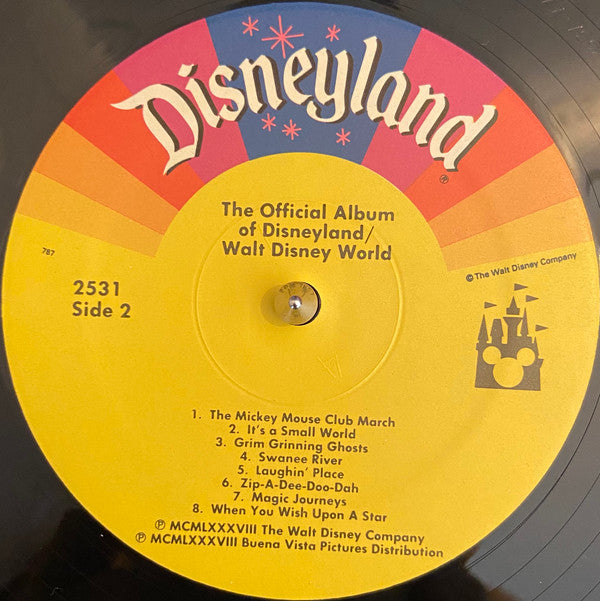 Disneyland
®
The Official Album
of Disneyland/
Walt Disney World
787
© The Walt Disney Company
2531
Side 2
1. The Mickey Mouse Club March
2. It's a Small World
3. Grim Grinning Ghosts
4. Swanee River
5. Laughin' Place
6. Zip-A-Dee-Doo-Dah
7. Magic Journeys
8. When You Wish Upon A Star
℗ MCMLXXXVIII The Walt Disney Company
℗ MCMLXXXVIII Buena Vista Pictures Distribution